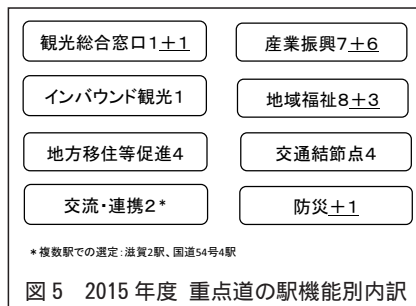 観光総合窓口1+1
産業振興7+6
インバウンド観光1
地域福祉8+3
地方移住等促進4
交通結節点4
交流・連携2*
防災+1
*複数駅での選定:滋賀2駅、国道54号4駅
図5 2015年度 重点道の駅機能別内訳